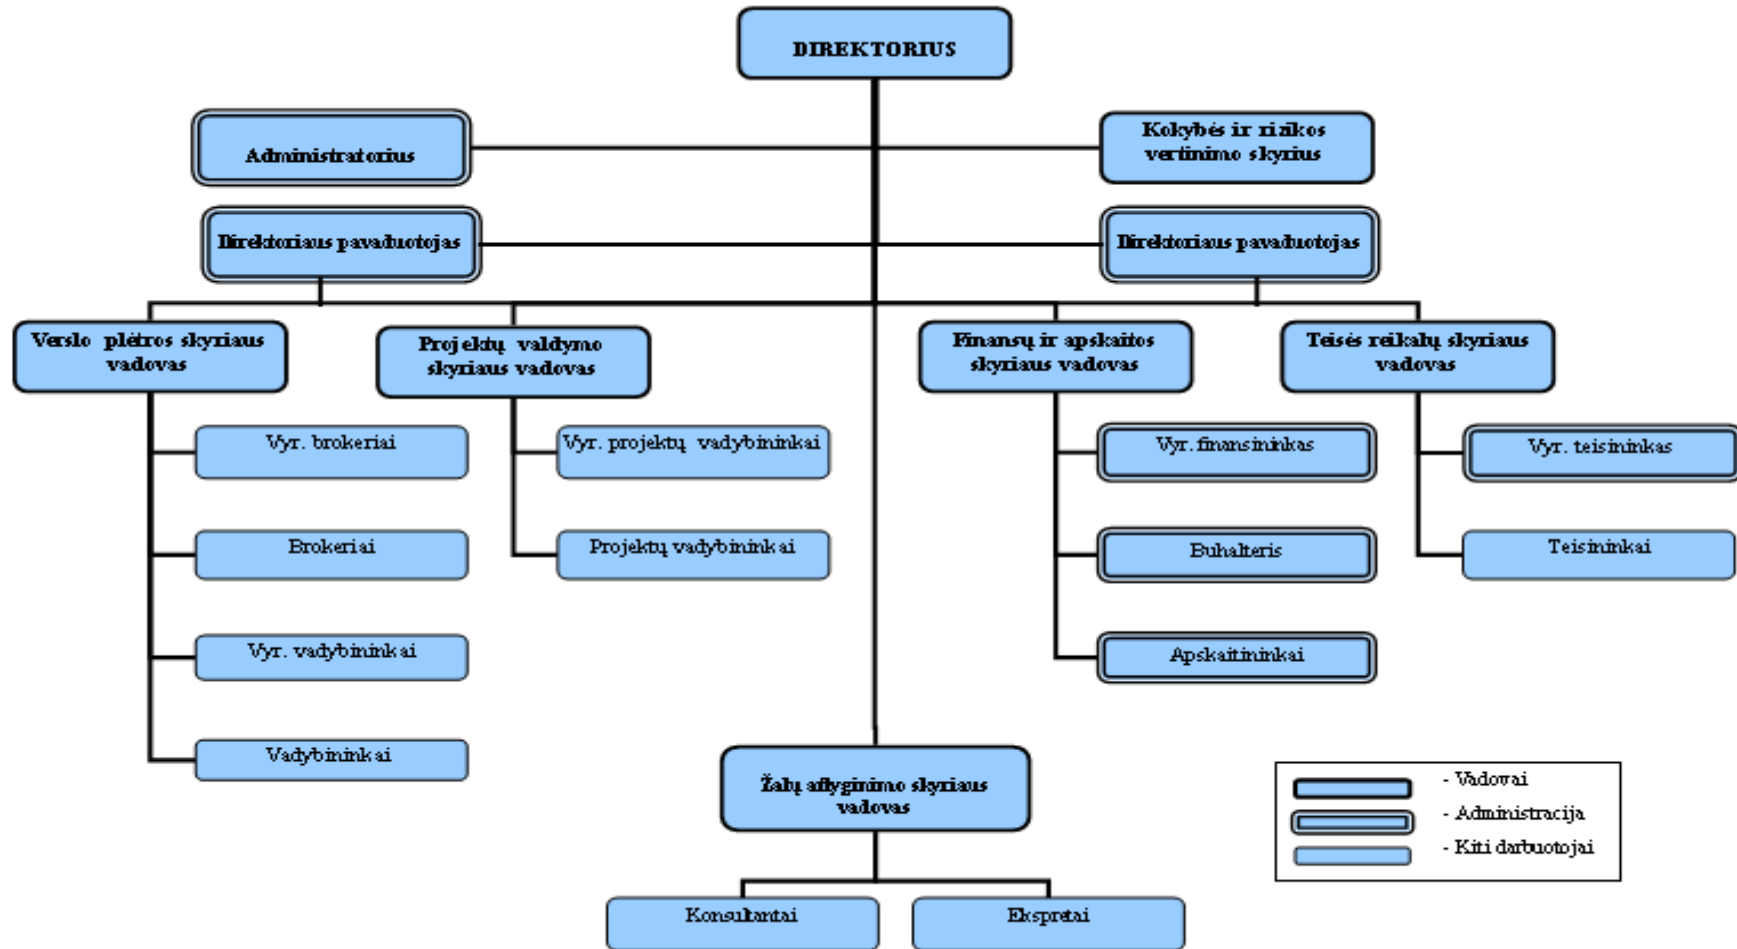 DIREKTORIUS
Administratorius
Kokybės ir rizikos
vertinimo skyrius
Direktoriaus pavaduotojas
Direktoriaus pavaduotojas
Verslo plėtros skyriaus
vadovas
Projektų valdymo
skyriaus vadovas
Finansų ir apskaitos
skyriaus vadovas
Teisės reikalų skyriaus
vadovas
Vyr. brokeriai
Vyr. projektų vadybininkai
Vyr. finansininkas
Vyr. teisininkas
Brokeriai
Projektų vadybininkai
Buhalteris
Teisininkai
Vyr. vadybininkai
Apskaitininkai
Vadybininkai
Žalų atlyginimo skyriaus
vadovas
- Vadovai
- Administracija
- Kiti darbuotojai
Konsultantai
Ekspretai